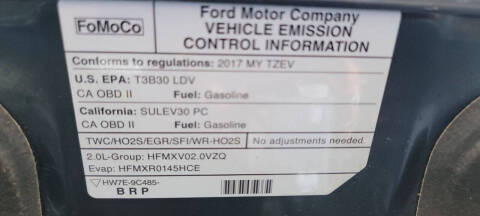 FoMoCo
Ford Motor Company
VEHICLE EMISSION
CONTROL INFORMATION
Conforms to regulations: 2017 MY TZEV
U.S. EPA: T3B30 LDV
CA OBD II Fuel: Gasoline
California: SULEV30 PC
CA OBD II Fuel: Gasoline
TWC/HO2S/EGR/SFI/WR-HO2S No adjustments needed.
2.0L-Group: HFMXV02.0VZQ
Evap: HFMXR0145HCE
HW7E-9C485-
BRP